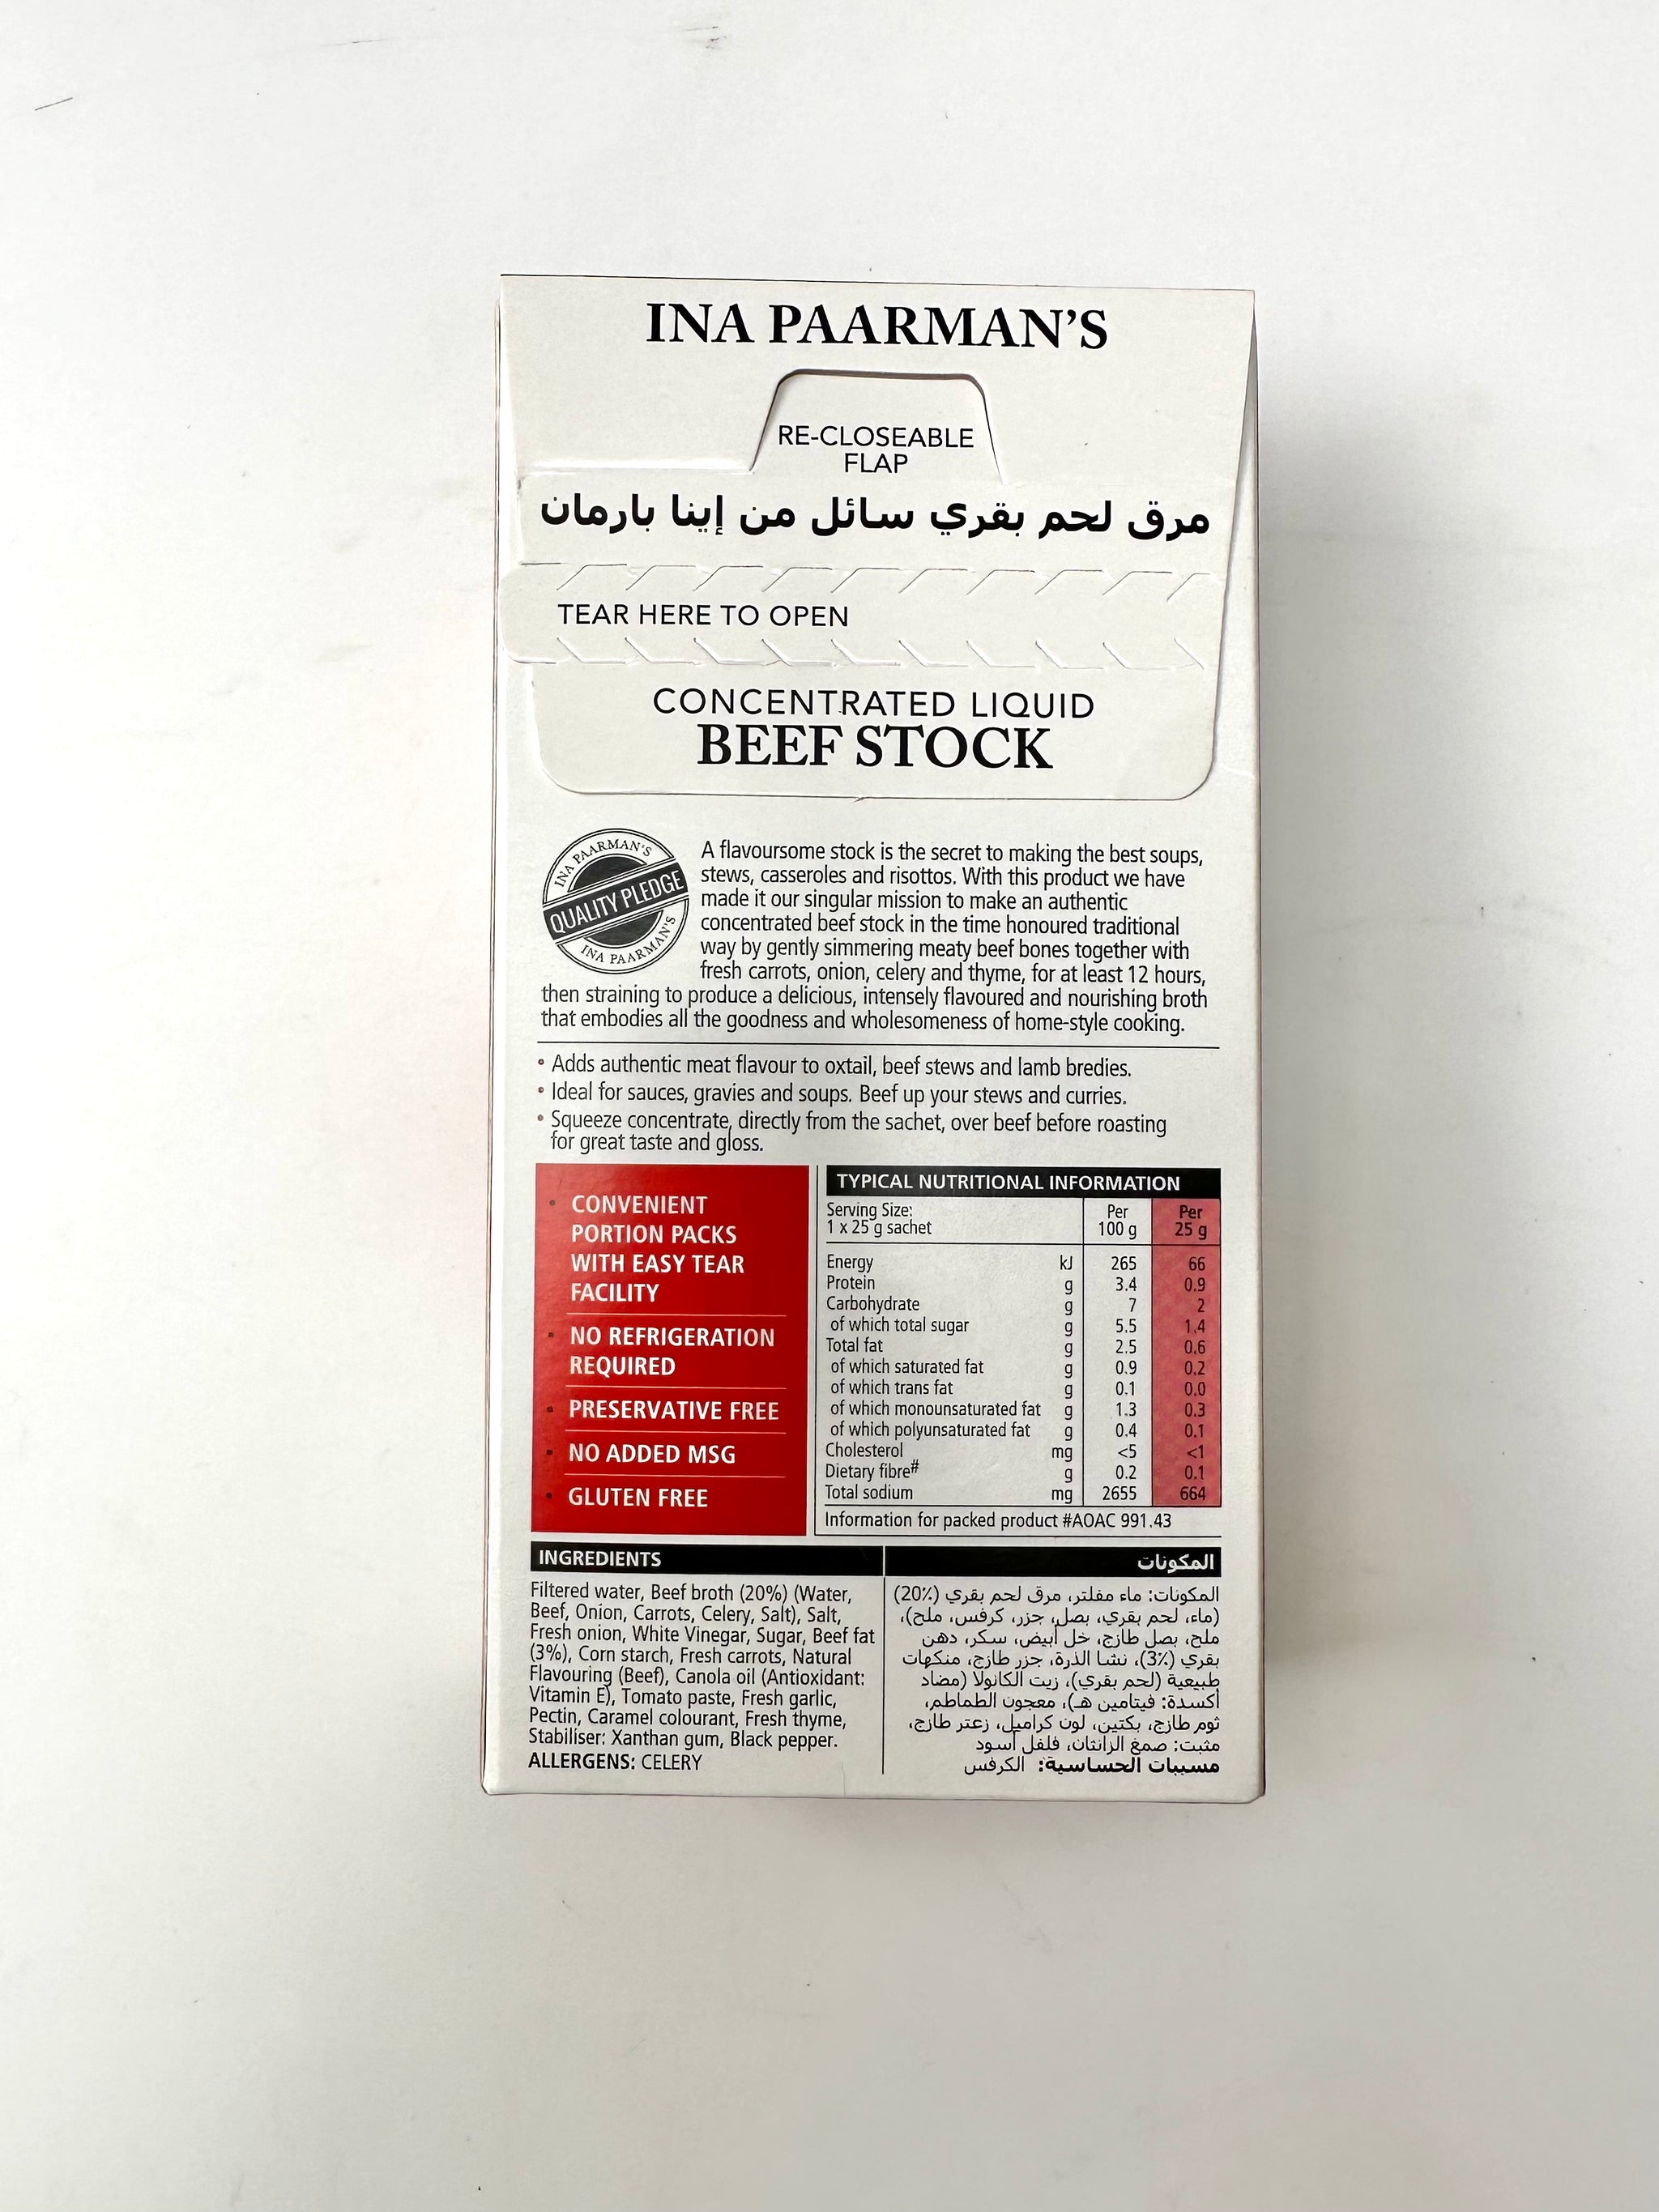 INA PAARMAN'S
RE-CLOSEABLE
FLAP
مرق لحم بقري سائل من إينا بارمان
TEAR HERE TO OPEN
CONCENTRATED LIQUID
BEEF STOCK
INA PAARMAN'S
QUALITY PLEDGE
INA PAARMAN'S
A flavoursome stock is the secret to making the best soups,
stews, casseroles and risottos. With this product we have
made it our singular mission to make an authentic
concentrated beef stock in the time honoured traditional
way by gently simmering meaty beef bones together with
fresh carrots, onion, celery and thyme, for at least 12 hours,
then straining to produce a delicious, intensely flavoured and nourishing broth
that embodies all the goodness and wholesomeness of home-style cooking.
• Adds authentic meat flavour to oxtail, beef stews and lamb bredies.
• Ideal for sauces, gravies and soups. Beef up your stews and curries.
• Squeeze concentrate, directly from the sachet, over beef before roasting
for great taste and gloss.
• CONVENIENT
PORTION PACKS
WITH EASY TEAR
FACILITY
• NO REFRIGERATION
REQUIRED
• PRESERVATIVE FREE
• NO ADDED MSG
• GLUTEN FREE
TYPICAL NUTRITIONAL INFORMATION
Serving Size: Per Per
1 x 25 g sachet 100 g 25 g
Energy kJ 265 66
Protein g 3.4 0.9
Carbohydrate g 7 2
of which total sugar g 5.5 1.4
Total fat g 2.5 0.6
of which saturated fat g 0.9 0.2
of which trans fat g 0.1 0.0
of which monounsaturated fat g 1.3 0.3
of which polyunsaturated fat g 0.4 0.1
Cholesterol mg <5 <1
Dietary fibre# g 0.2 0.1
Total sodium mg 2655 664
Information for packed product #AOAC 991.43
INGREDIENTS
Filtered water, Beef broth (20%) (Water,
Beef, Onion, Carrots, Celery, Salt), Salt,
Fresh onion, White Vinegar, Sugar, Beef fat
(3%), Corn starch, Fresh carrots, Natural
Flavouring (Beef), Canola oil (Antioxidant:
Vitamin E), Tomato paste, Fresh garlic,
Pectin, Caramel colourant, Fresh thyme,
Stabiliser: Xanthan gum, Black pepper.
ALLERGENS: CELERY
المكونات
المكونات: ماء مفلتر، مرق لحم بقري (20٪)
(ماء، لحم بقري، بصل، جزر، كرفس، ملح)،
ملح، بصل طازج، خل أبيض، سكر، دهن
بقري (3٪)، نشا الذرة، جزر طازج، منكهات
طبيعية (لحم بقري)، زيت الكانولا (مضاد
أكسدة: فيتامين هـ)، معجون الطماطم،
ثوم طازج، بكتين، لون كراميل، زعتر طازج،
مثبت: صمغ الزانثان، فلفل أسود
مسببات الحساسية: الكرفس